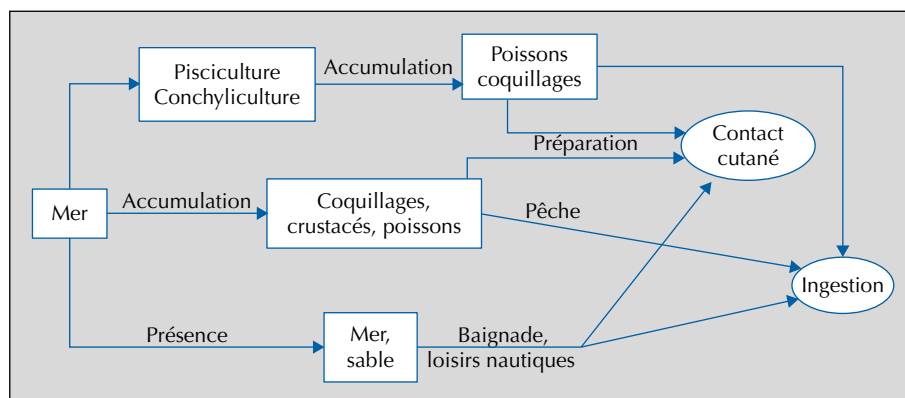 Pisciculture
Conchyliculture
Accumulation
Poissons
coquillages
Préparation
Contact
cutané
Mer
Accumulation
Coquillages,
crustacés, poissons
Pêche
Ingestion
Présence
Mer,
sable
Baignade,
loisirs nautiques